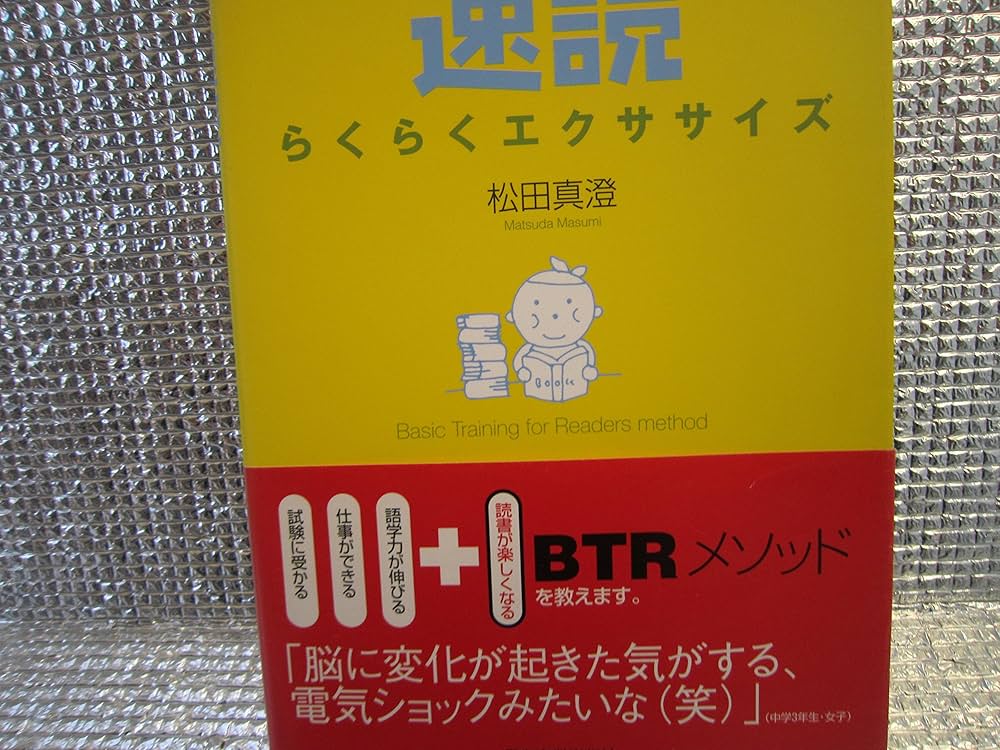 速読
らくらくエクササイズ
松田真澄
Matsuda Masumi
BOOK
Basic Training for Readers method
試験に受かる
仕事ができる
語学力が伸びる
+
読書が楽しくなる
BTRメソッド
を教えます。
「脳に変化が起きた気がする、
電気ショックみたいな(笑)」(中学3年生・女子)